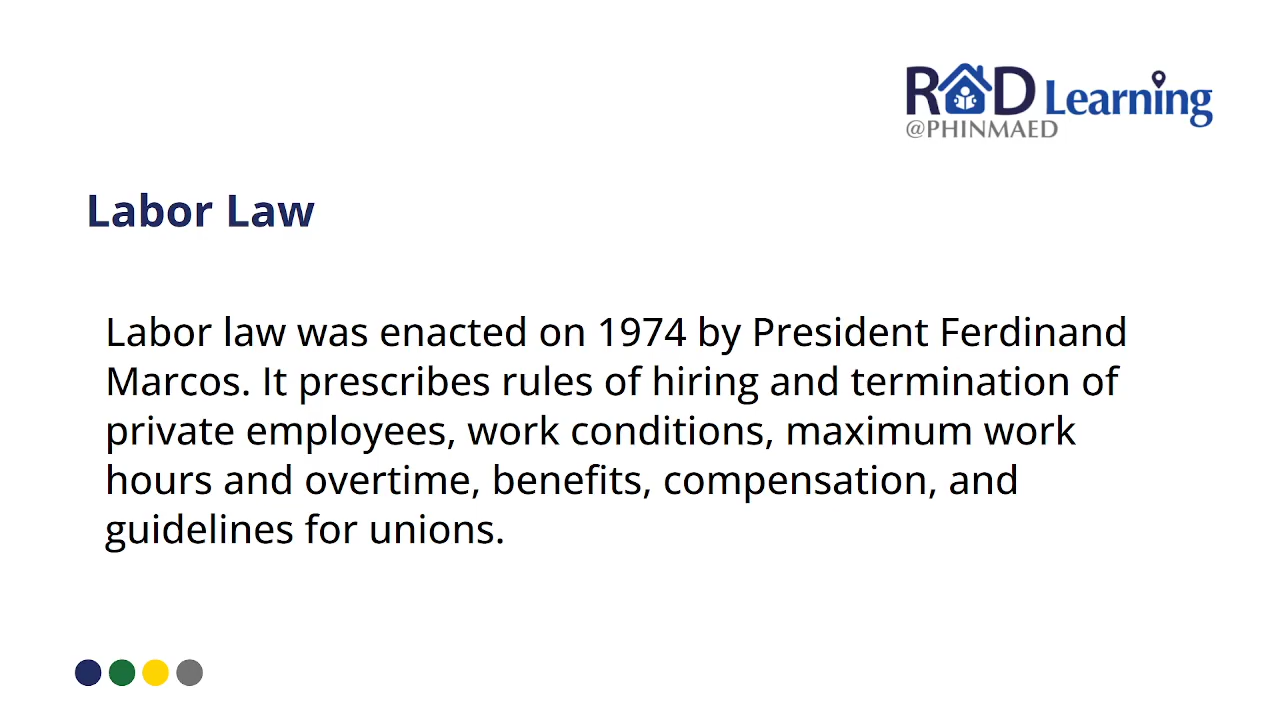 RAD Learning
@PHINMAED
Labor Law
Labor law was enacted on 1974 by President Ferdinand
Marcos. It prescribes rules of hiring and termination of
private employees, work conditions, maximum work
hours and overtime, benefits, compensation, and
guidelines for unions.